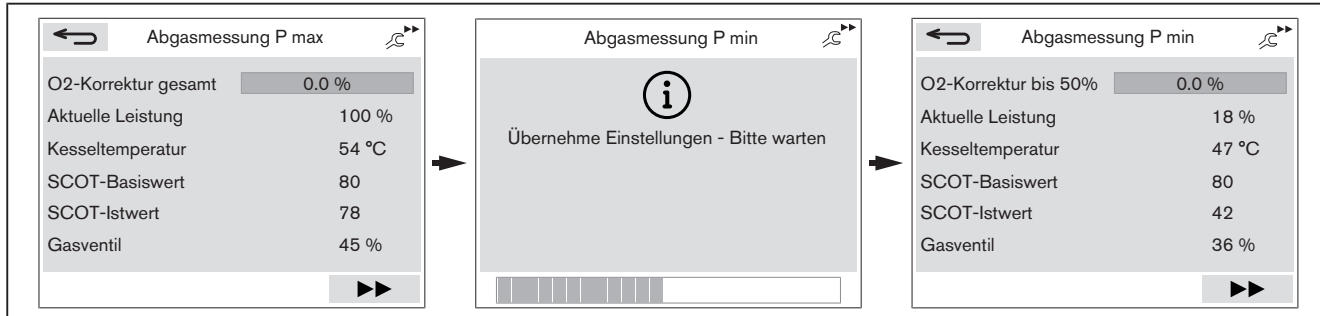 Abgasmessung P max
O2-Korrektur gesamt 0.0 %
Aktuelle Leistung 100 %
Kesseltemperatur 54 °C
SCOT-Basiswert 80
SCOT-Istwert 78
Gasventil 45 %
Abgasmessung P min
Übernehme Einstellungen - Bitte warten
Abgasmessung P min
O2-Korrektur bis 50% 0.0 %
Aktuelle Leistung 18 %
Kesseltemperatur 47 °C
SCOT-Basiswert 80
SCOT-Istwert 42
Gasventil 36 %